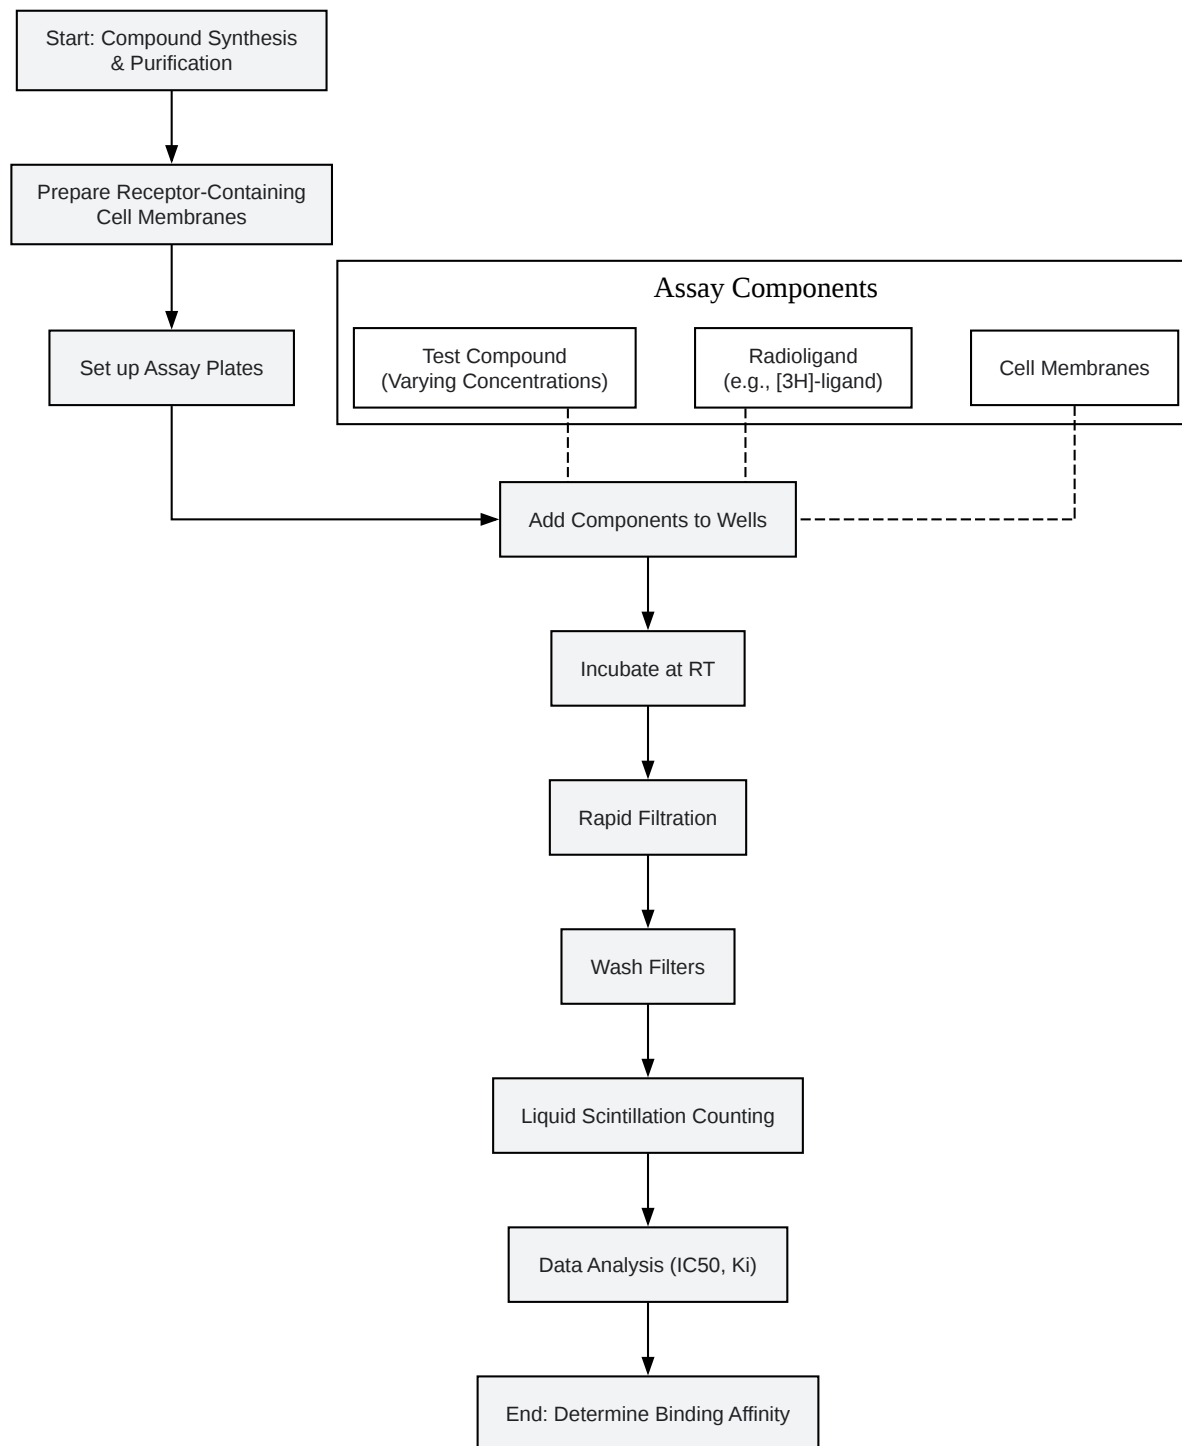 Start: Compound Synthesis
& Purification
Prepare Receptor-Containing
Cell Membranes
Set up Assay Plates
Assay Components
Test Compound
(Varying Concentrations)
Radioligand
(e.g., [3H]-ligand)
Cell Membranes
Add Components to Wells
Incubate at RT
Rapid Filtration
Wash Filters
Liquid Scintillation Counting
Data Analysis (IC50, Ki)
End: Determine Binding Affinity